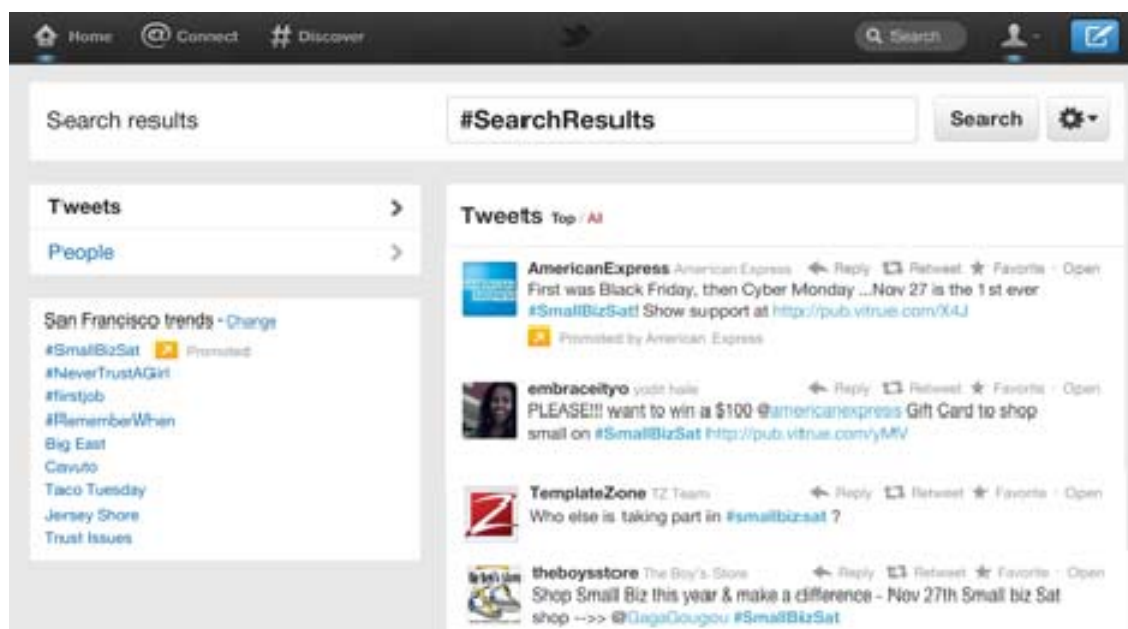 Home Connect # Discover Search
Search results #SearchResults Search
Tweets
People
San Francisco trends · Change
#SmallBizSat Promoted
#NeverTrustAGirl
#firstjob
#RememberWhen
Big East
Cavuto
Taco Tuesday
Jersey Shore
Trust Issues
Tweets Top / All
AmericanExpress American Express Reply Retweet Favorite · Open
First was Black Friday, then Cyber Monday ...Nov 27 is the 1st ever
#SmallBizSat! Show support at http://pub.vitrue.com/X4J
Promoted by American Express
embraceityo yodit haile Reply Retweet Favorite · Open
PLEASE!!! want to win a $100 @americanexpress Gift Card to shop
small on #SmallBizSat http://pub.vitrue.com/yMV
TemplateZone TZ Team Reply Retweet Favorite · Open
Who else is taking part in #smallbizsat ?
theboysstore The Boy's Store Reply Retweet Favorite · Open
Shop Small Biz this year & make a difference - Nov 27th Small biz Sat
shop -->> @GagaGougou #SmallBizSat